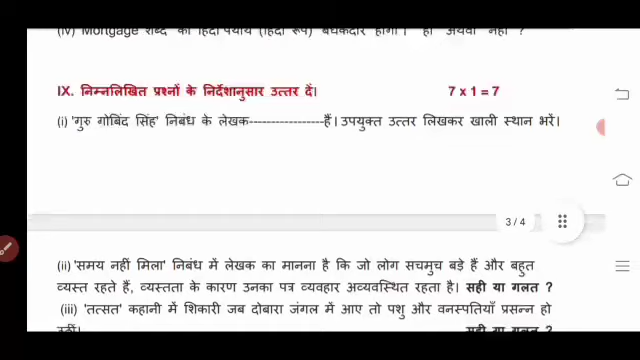 (iv) Mortgage शब्द का हिंदी पर्याय (हिंदी रूप) बंधकदार होगा। हाँ अथवा नहीं ?
IX. निम्नलिखित प्रश्नों के निर्देशानुसार उत्तर दें। 7 x 1 = 7
(i) 'गुरु गोबिंद सिंह' निबंध के लेखक-----------------हैं। उपयुक्त उत्तर लिखकर खाली स्थान भरें।
3 / 4
(ii) 'समय नहीं मिला' निबंध में लेखक का मानना है कि जो लोग सचमुच बड़े हैं और बहुत
व्यस्त रहते हैं, व्यस्तता के कारण उनका पत्र व्यवहार अव्यवस्थित रहता है। सही या गलत ?
(iii) 'तत्सत' कहानी में शिकारी जब दोबारा जंगल में आए तो पशु और वनस्पतियाँ प्रसन्न हो
उठीं। सही या गलत ?